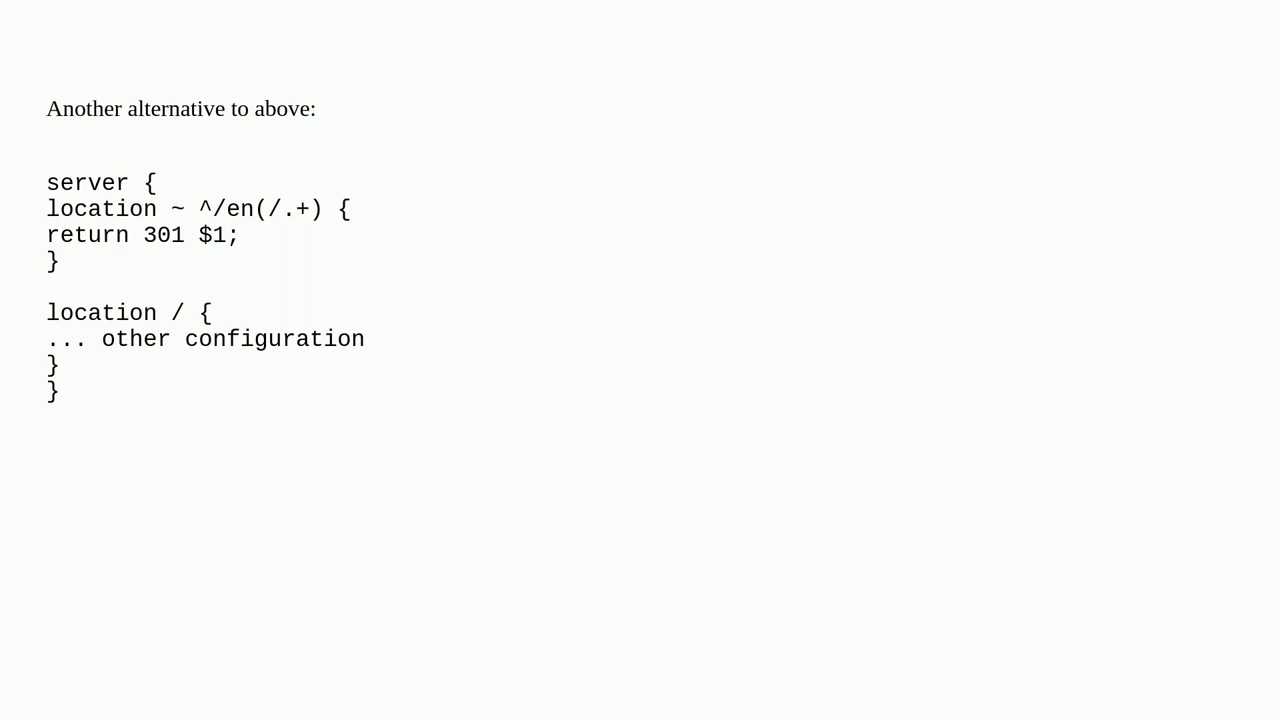 Another alternative to above:
server {
location ~ ^/en(/.+) {
return 301 $1;
}
location / {
... other configuration
}
}